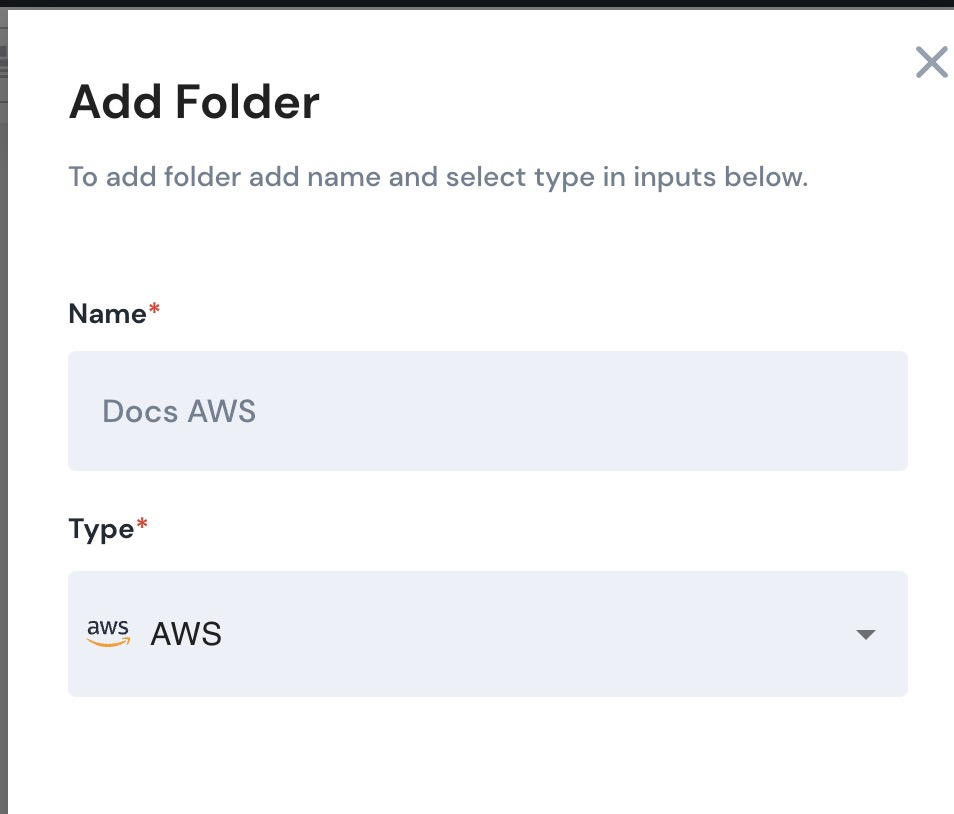 Add Folder
To add folder add name and select type in inputs below.
Name*
Docs AWS
Type*
aws AWS